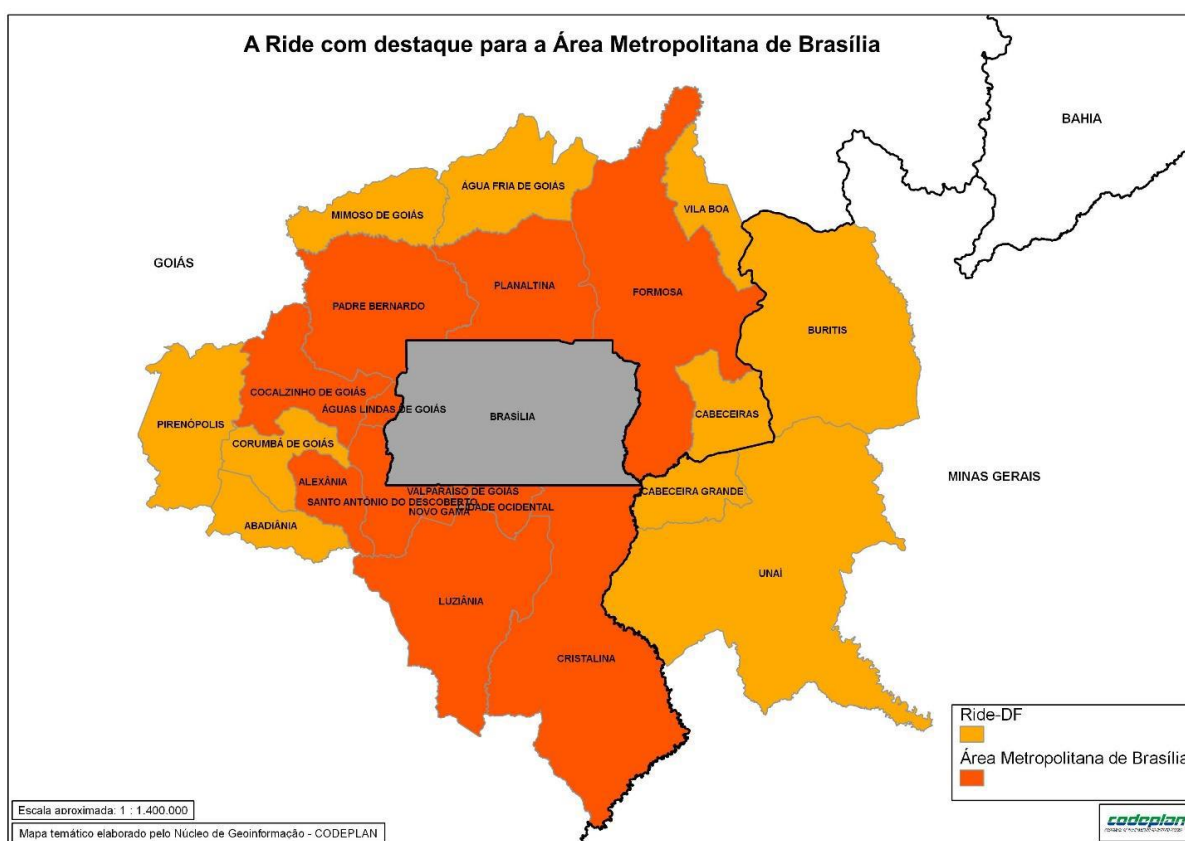 A Ride com destaque para a Área Metropolitana de Brasília
BAHIA
ÁGUA FRIA DE GOIÁS
MIMOSO DE GOIÁS
VILA BOA
GOIÁS
PLANALTINA
FORMOSA
PADRE BERNARDO
BURITIS
COCALZINHO DE GOIÁS
ÁGUAS LINDAS DE GOIÁS
BRASÍLIA
CABECEIRAS
PIRENÓPOLIS
CORUMBÁ DE GOIÁS
MINAS GERAIS
ALEXÂNIA
VALPARAÍSO DE GOIÁS
CABECEIRA GRANDE
SANTO ANTÔNIO DO DESCOBERTO
CIDADE OCIDENTAL
NOVO GAMA
ABADIÂNIA
UNAÍ
LUZIÂNIA
CRISTALINA
Ride-DF
Área Metropolitana de Brasília
Escala aproximada: 1 : 1.400.000
Mapa temático elaborado pelo Núcleo de Geoinformação - CODEPLAN
codeplan